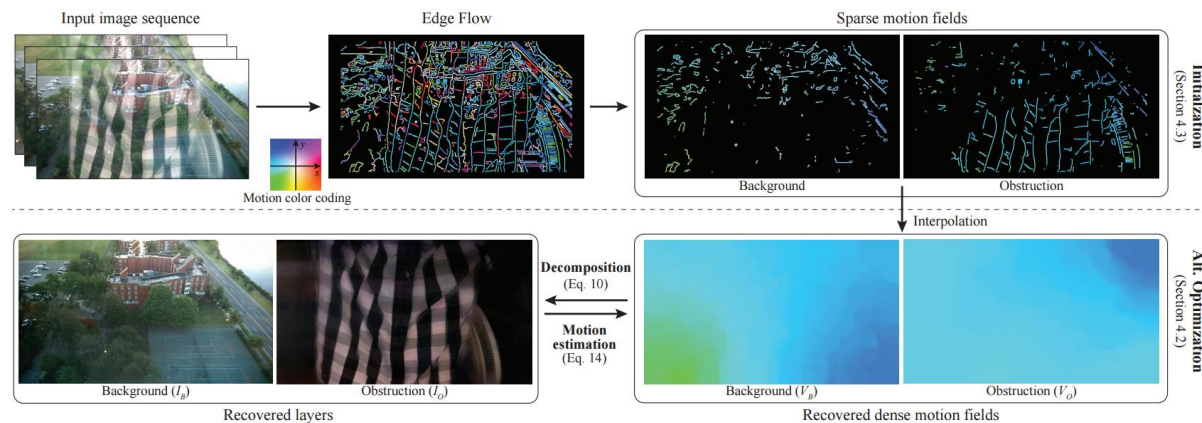 Input image sequence
Edge Flow
Sparse motion fields
y
x
Motion color coding
Background
Obstruction
Initialization
(Section 4.3)
Interpolation
Decomposition
(Eq. 10)
Motion
estimation
(Eq. 14)
Background (I_B)
Obstruction (I_O)
Recovered layers
Background (V_B)
Obstruction (V_O)
Recovered dense motion fields
Alt. Optimization
(Section 4.2)